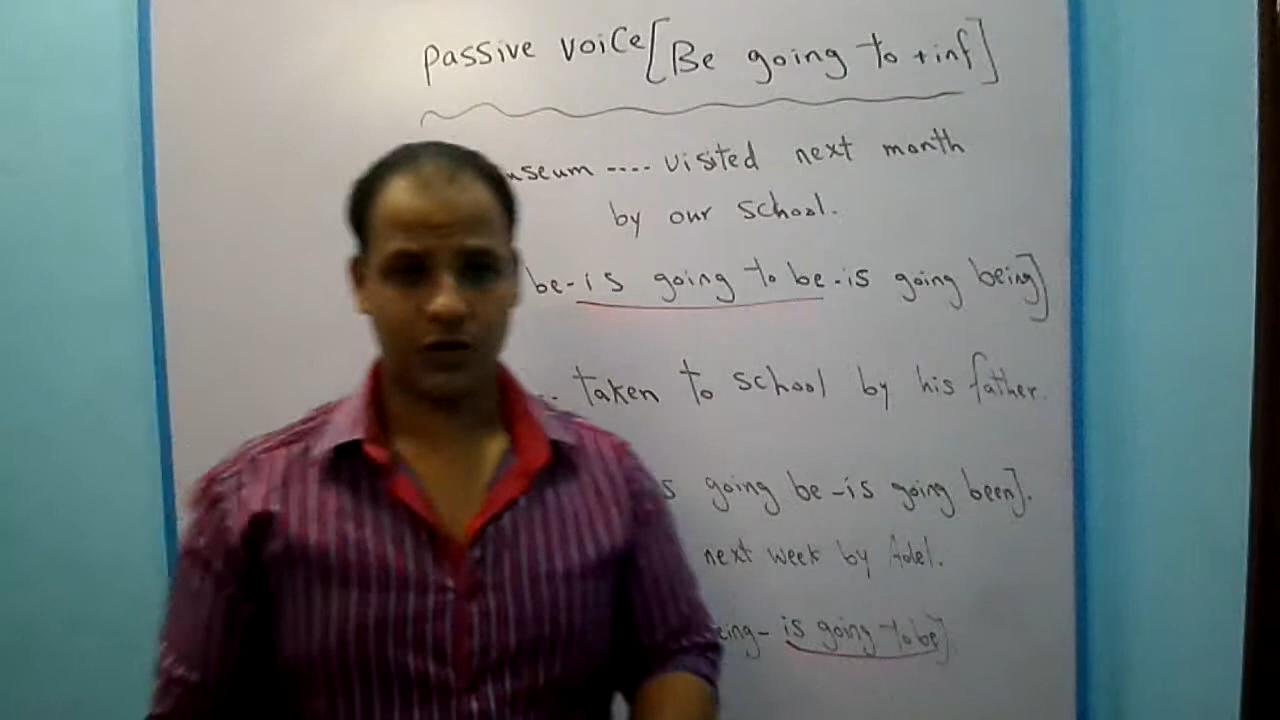 passive voice [Be going to + inf]
museum .... visited next month
by our school.
be - is going to be - is going being]
.. taken to school by his father.
going be - is going been].
next week by Adel.
is going to be]